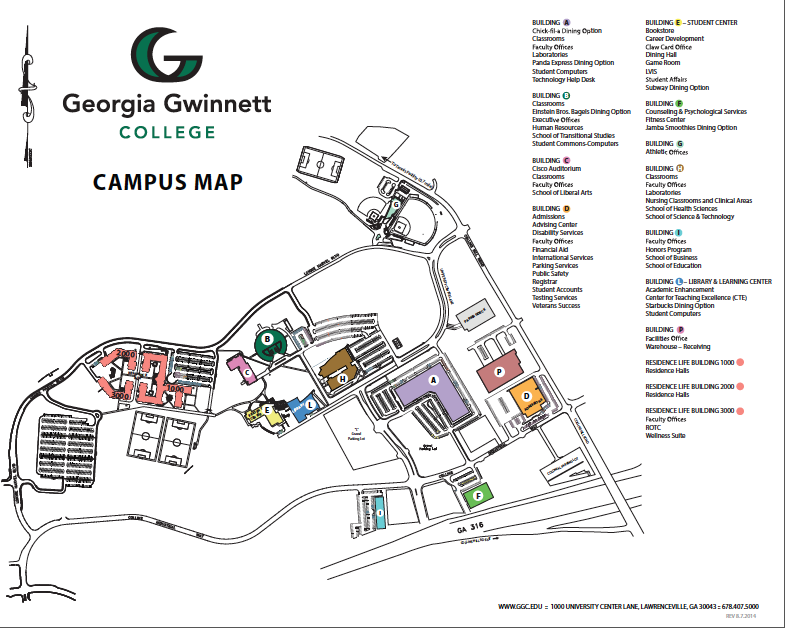 Georgia Gwinnett
COLLEGE
CAMPUS MAP
BUILDING A
Chick-fil-a Dining Option
Classrooms
Faculty Offices
Laboratories
Panda Express Dining Option
Student Computers
Technology Help Desk
BUILDING B
Classrooms
Einstein Bros. Bagels Dining Option
Executive Offices
Human Resources
School of Transitional Studies
Student Commons-Computers
BUILDING C
Cisco Auditorium
Classrooms
Faculty Offices
School of Liberal Arts
BUILDING D
Admissions
Advising Center
Disability Services
Faculty Offices
Financial Aid
International Services
Parking Services
Public Safety
Registrar
Student Accounts
Testing Services
Veterans Success
BUILDING E – STUDENT CENTER
Bookstore
Career Development
Claw Card Office
Dining Hall
Game Room
LVIS
Student Affairs
Subway Dining Option
BUILDING F
Counseling & Psychological Services
Fitness Center
Jamba Smoothies Dining Option
BUILDING G
Athletic Offices
BUILDING H
Classrooms
Faculty Offices
Laboratories
Nursing Classrooms and Clinical Areas
School of Health Sciences
School of Science & Technology
BUILDING I
Faculty Offices
Honors Program
School of Business
School of Education
BUILDING L – LIBRARY & LEARNING CENTER
Academic Enhancement
Center for Teaching Excellence (CTE)
Starbucks Dining Option
Student Computers
BUILDING P
Facilities Office
Warehouse – Receiving
RESIDENCE LIFE BUILDING 1000
Residence Halls
RESIDENCE LIFE BUILDING 2000
Residence Halls
RESIDENCE LIFE BUILDING 3000
Faculty Offices
ROTC
Wellness Suite
G
B
C
H
A
P
D
E
L
F
I
2000
1000
3000
Gravel
Parking Lot
Gravel
Parking Lot
COLLEGE
GA 316
WWW.GGC.EDU :: 1000 UNIVERSITY CENTER LANE, LAWRENCEVILLE, GA 30043 :: 678.407.5000
REV 8.7.2014